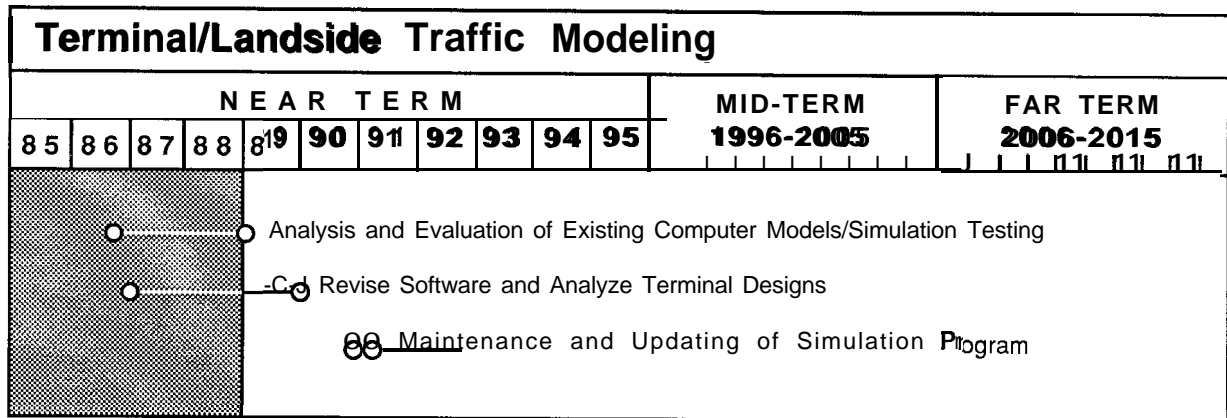 Terminal/Landside Traffic Modeling
NEAR TERM MID-TERM FAR TERM
85 86 87 88 89 90 91 92 93 94 95 1996-2005 2006-2015
Analysis and Evaluation of Existing Computer Models/Simulation Testing
Revise Software and Analyze Terminal Designs
Maintenance and Updating of Simulation Program